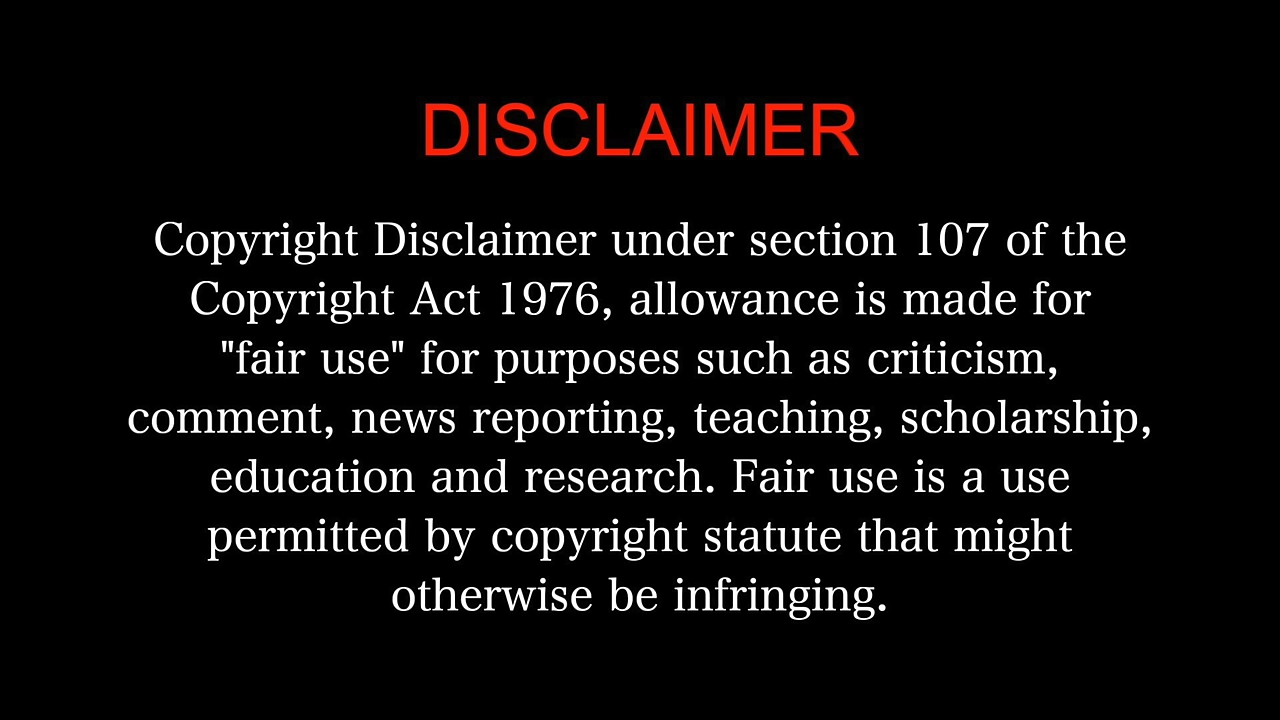 DISCLAIMER
Copyright Disclaimer under section 107 of the
Copyright Act 1976, allowance is made for
"fair use" for purposes such as criticism,
comment, news reporting, teaching, scholarship,
education and research. Fair use is a use
permitted by copyright statute that might
otherwise be infringing.